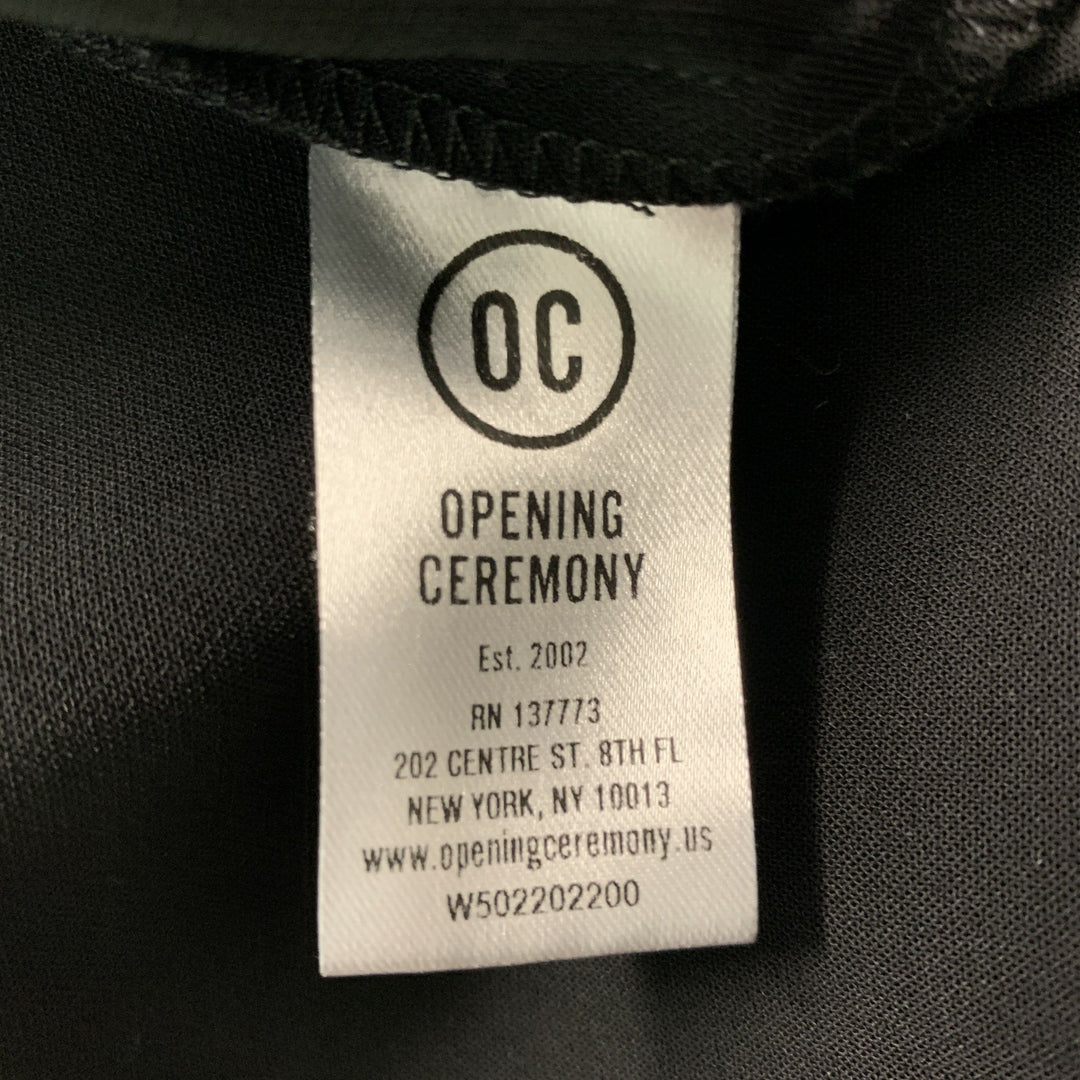 OC
OPENING
CEREMONY
Est. 2002
RN 137773
202 CENTRE ST. 8TH FL
NEW YORK, NY 10013
www.openingceremony.us
W502202200